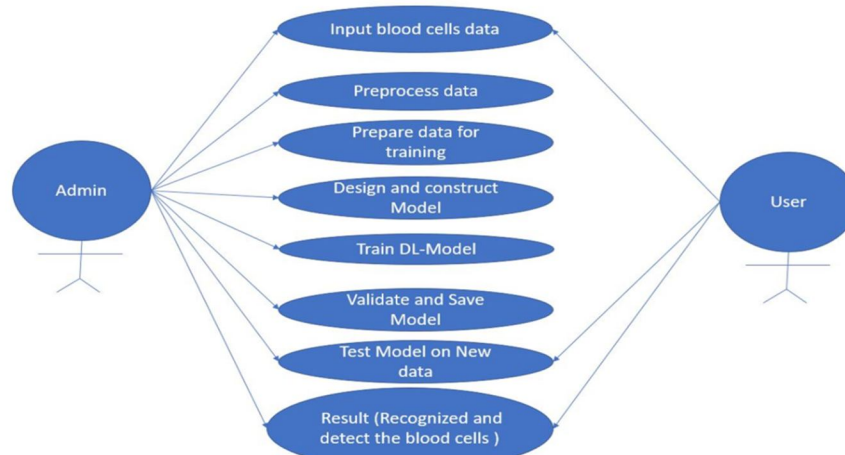 Input blood cells data
Preprocess data
Prepare data for
training
Admin
Design and construct
Model
User
Train DL-Model
Validate and Save
Model
Test Model on New
data
Result (Recognized and
detect the blood cells )